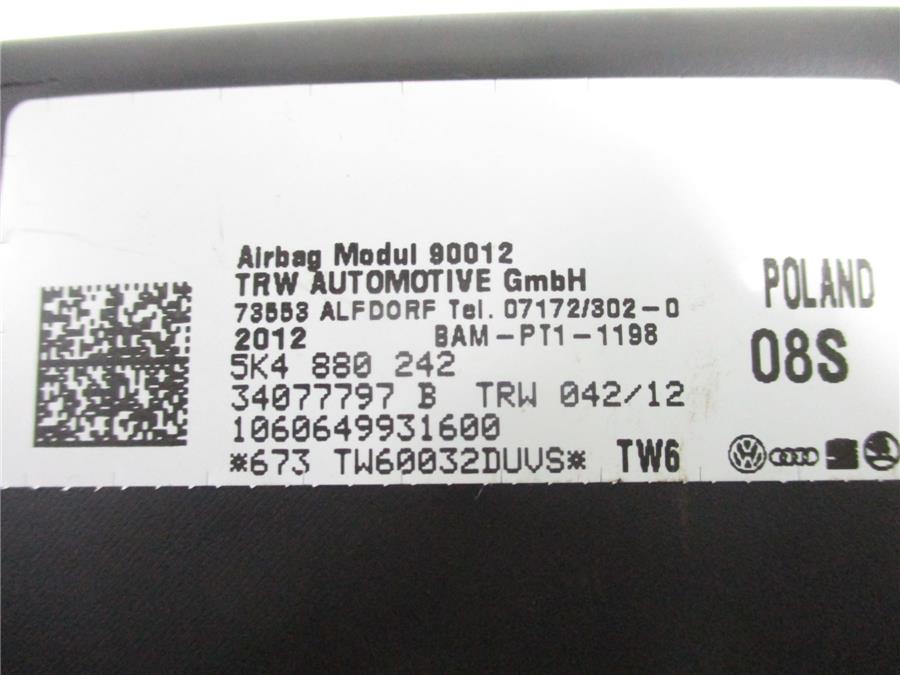 Airbag Modul 90012
TRW AUTOMOTIVE GmbH
73553 ALFDORF Tel. 07172/302-0
2012 BAM-PT1-1198
5K4 880 242
34077797 B TRW 042/12
1060649931600
*673 TW60032DUVS* TW6
POLAND
08S